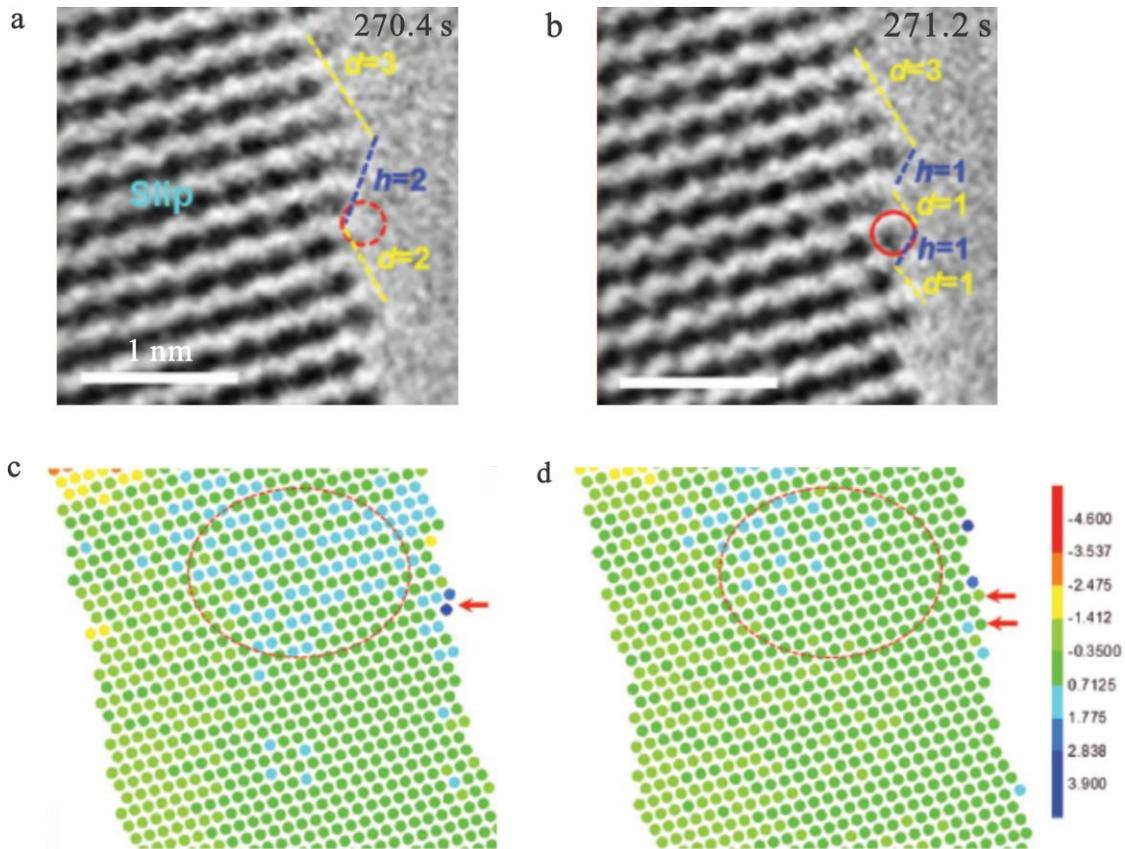 a
270.4 s
d=3
h=2
Slip
d=2
1 nm
b
271.2 s
d=3
h=1
d=1
h=1
d=1
c
d
-4.600
-3.537
-2.475
-1.412
-0.3500
0.7125
1.775
2.838
3.900